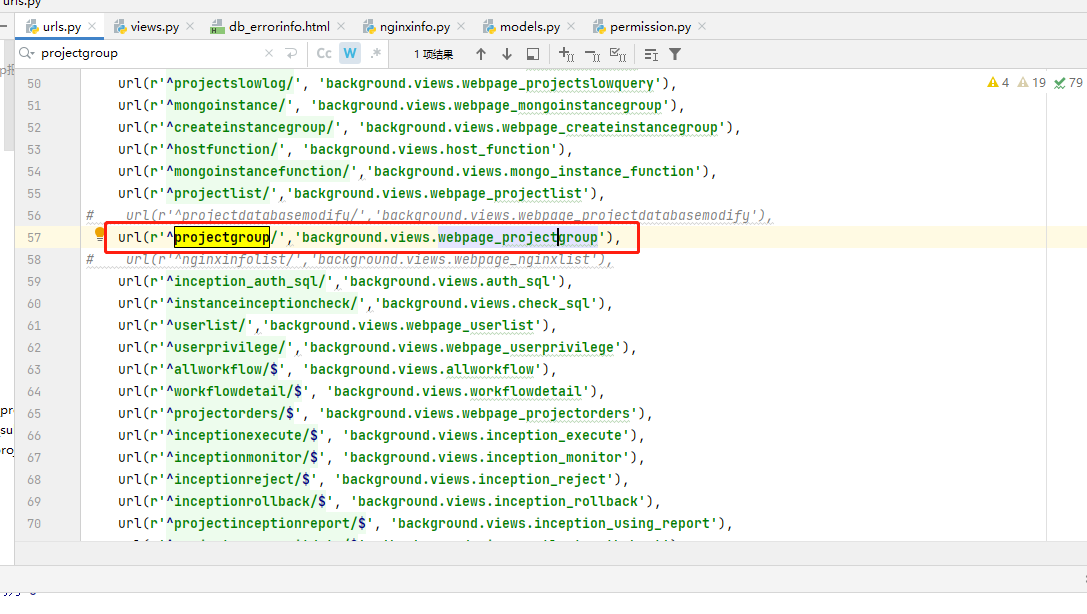 urls.py
urls.py views.py db_errorinfo.html nginxinfo.py models.py permission.py
projectgroup Cc W .* 1 项结果
50 url(r'^projectslowlog/', 'background.views.webpage_projectslowquery'), 4 19 79
51 url(r'^mongoinstance/', 'background.views.webpage_mongoinstancegroup'),
52 url(r'^createinstancegroup/', 'background.views.webpage_createinstancegroup'),
53 url(r'^hostfunction/', 'background.views.host_function'),
54 url(r'^mongoinstancefunction/','background.views.mongo_instance_function'),
55 url(r'^projectlist/','background.views.webpage_projectlist'),
56 # url(r'^projectdatabasemodify/','background.views.webpage_projectdatabasemodify'),
57 url(r'^projectgroup/','background.views.webpage_projectgroup'),
58 # url(r'^nginxinfolist/','background.views.webpage_nginxlist'),
59 url(r'^inception_auth_sql/','background.views.auth_sql'),
60 url(r'^instanceinceptioncheck/','background.views.check_sql'),
61 url(r'^userlist/','background.views.webpage_userlist'),
62 url(r'^userprivilege/','background.views.webpage_userprivilege'),
63 url(r'^allworkflow/$', 'background.views.allworkflow'),
64 url(r'^workflowdetail/$', 'background.views.workflowdetail'),
65 url(r'^projectorders/$', 'background.views.webpage_projectorders'),
66 url(r'^inceptionexecute/$', 'background.views.inception_execute'),
67 url(r'^inceptionmonitor/$', 'background.views.inception_monitor'),
68 url(r'^inceptionreject/$', 'background.views.inception_reject'),
69 url(r'^inceptionrollback/$', 'background.views.inception_rollback'),
70 url(r'^projectinceptionreport/$', 'background.views.inception_using_report'),